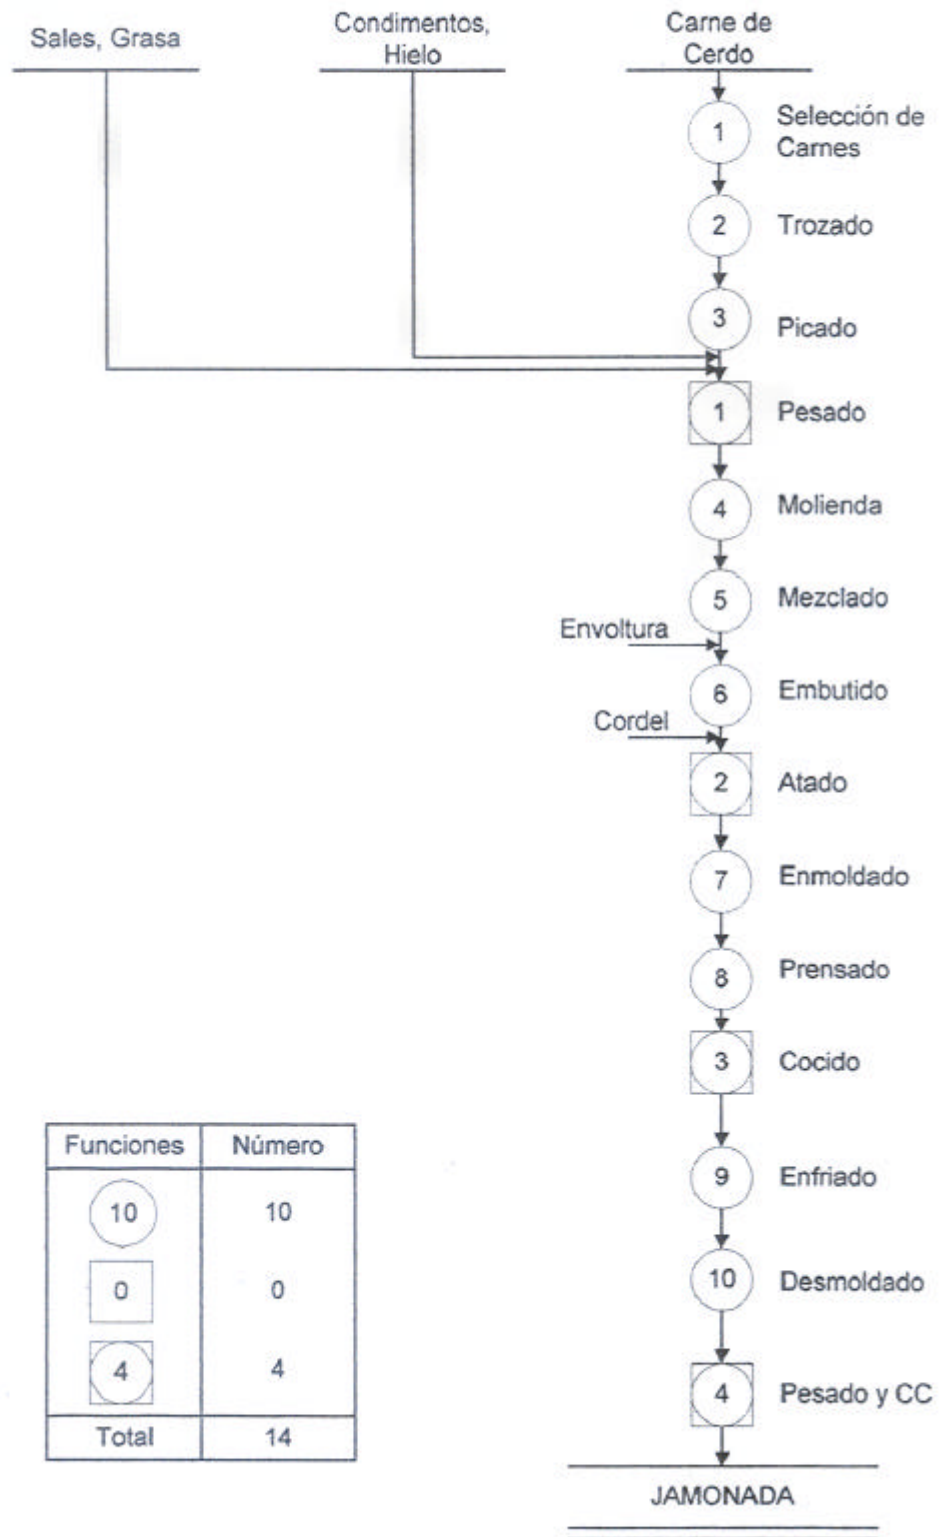 Sales, Grasa
Condimentos,
Hielo
Carne de
Cerdo
1
Selección de
Carnes
2
Trozado
3
Picado
1
Pesado
4
Molienda
5
Mezclado
Envoltura
6
Embutido
Cordel
2
Atado
7
Enmoldado
8
Prensado
3
Cocido
9
Enfriado
10
Desmoldado
4
Pesado y CC
JAMONADA
Funciones Número
10 10
0 0
4 4
Total 14